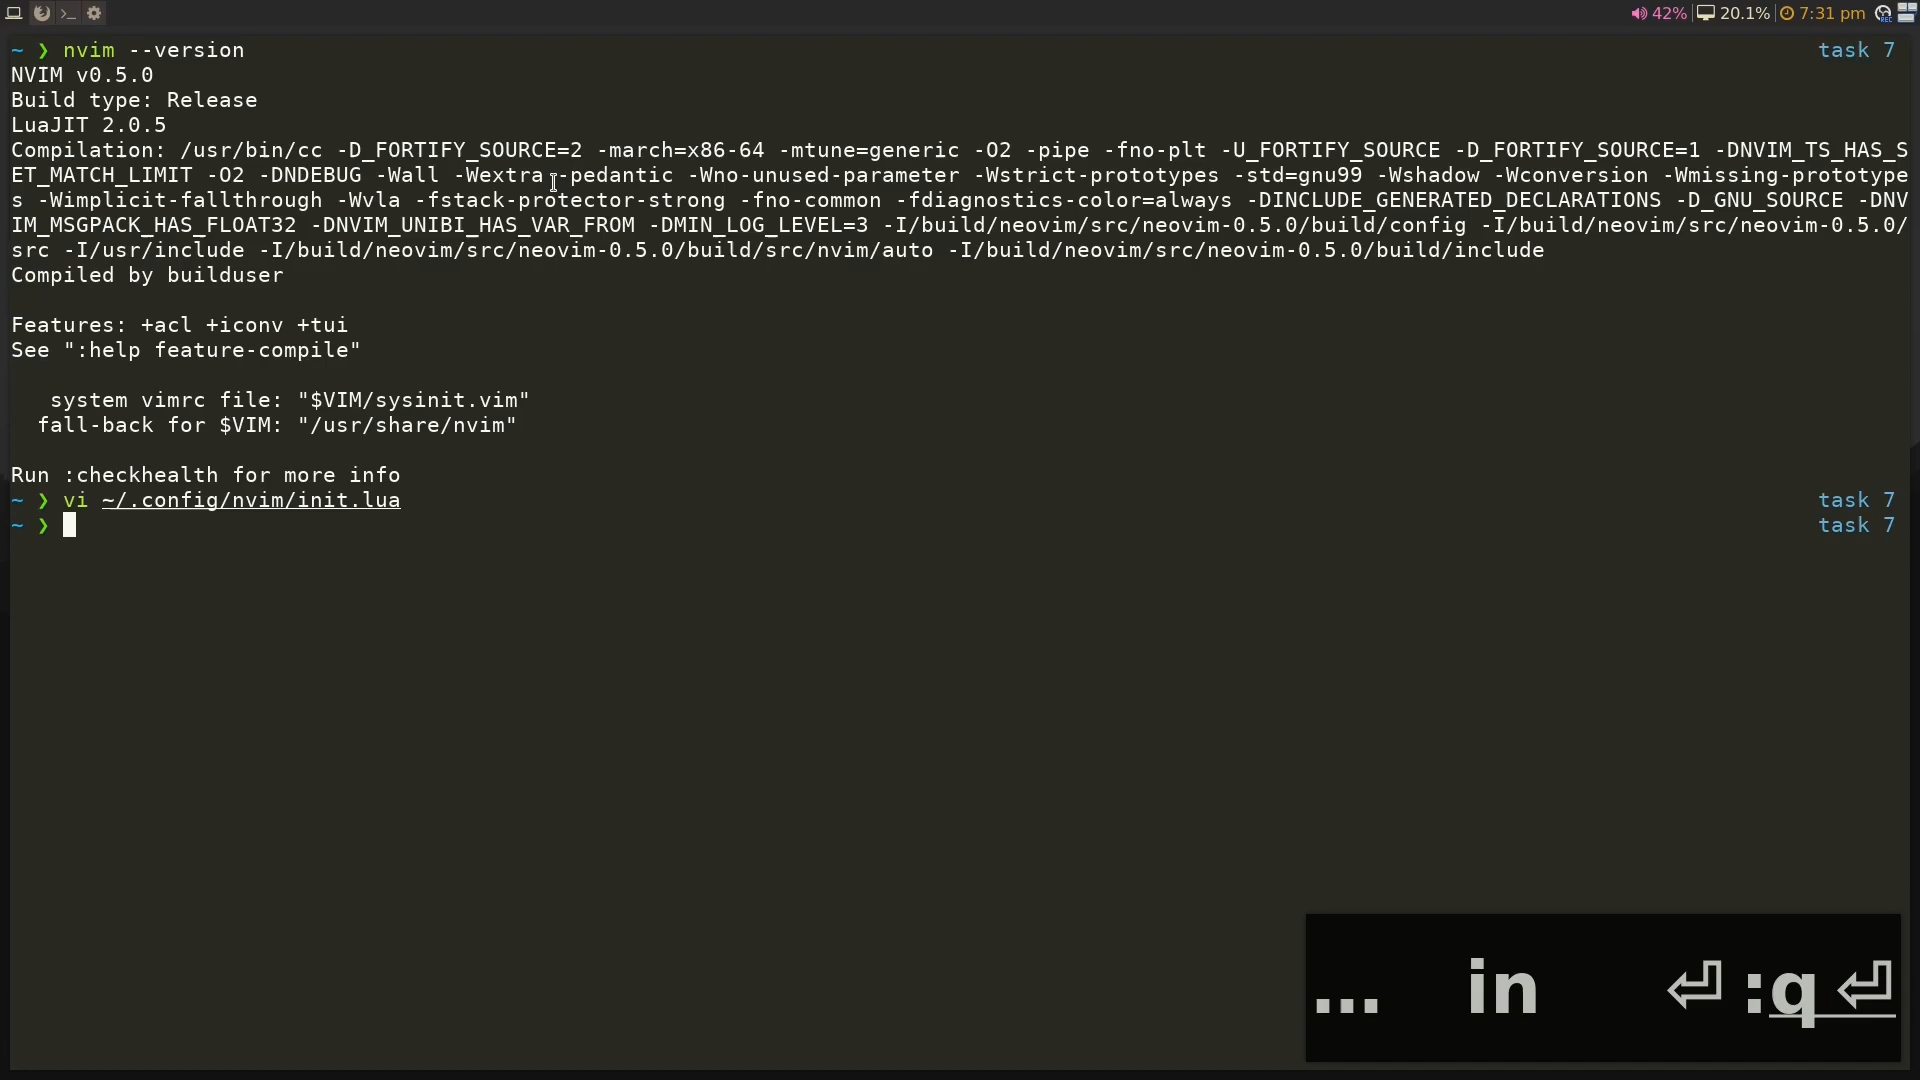 42% 20.1% 7:31 pm
~ ❯ nvim --version task 7
NVIM v0.5.0
Build type: Release
LuaJIT 2.0.5
Compilation: /usr/bin/cc -D_FORTIFY_SOURCE=2 -march=x86-64 -mtune=generic -O2 -pipe -fno-plt -U_FORTIFY_SOURCE -D_FORTIFY_SOURCE=1 -DNVIM_TS_HAS_S
ET_MATCH_LIMIT -O2 -DNDEBUG -Wall -Wextra -pedantic -Wno-unused-parameter -Wstrict-prototypes -std=gnu99 -Wshadow -Wconversion -Wmissing-prototype
s -Wimplicit-fallthrough -Wvla -fstack-protector-strong -fno-common -fdiagnostics-color=always -DINCLUDE_GENERATED_DECLARATIONS -D_GNU_SOURCE -DNV
IM_MSGPACK_HAS_FLOAT32 -DNVIM_UNIBI_HAS_VAR_FROM -DMIN_LOG_LEVEL=3 -I/build/neovim/src/neovim-0.5.0/build/config -I/build/neovim/src/neovim-0.5.0/
src -I/usr/include -I/build/neovim/src/neovim-0.5.0/build/src/nvim/auto -I/build/neovim/src/neovim-0.5.0/build/include
Compiled by builduser
Features: +acl +iconv +tui
See ":help feature-compile"
system vimrc file: "$VIM/sysinit.vim"
fall-back for $VIM: "/usr/share/nvim"
Run :checkhealth for more info
~ ❯ vi ~/.config/nvim/init.lua task 7
~ ❯ task 7
... in ⏎ :q ⏎